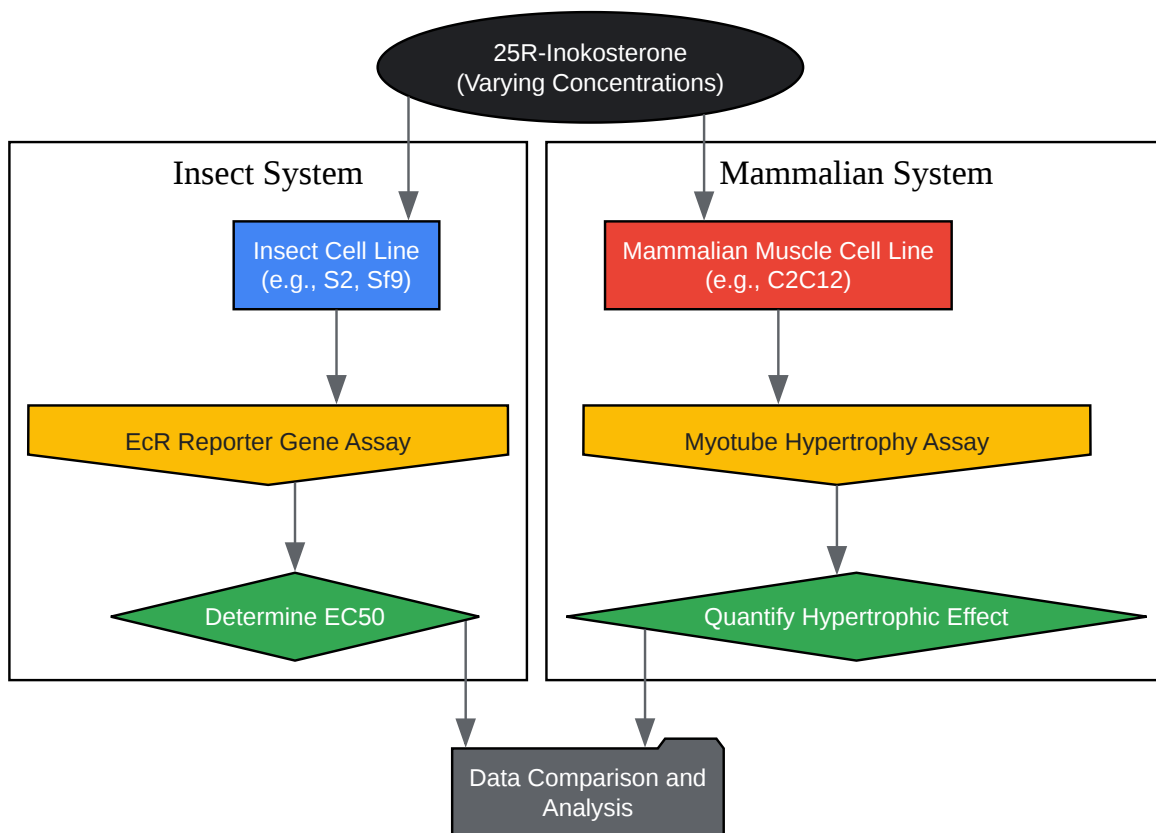 25R-Inokosterone
(Varying Concentrations)
Insect System
Mammalian System
Insect Cell Line
(e.g., S2, Sf9)
Mammalian Muscle Cell Line
(e.g., C2C12)
EcR Reporter Gene Assay
Myotube Hypertrophy Assay
Determine EC50
Quantify Hypertrophic Effect
Data Comparison and
Analysis